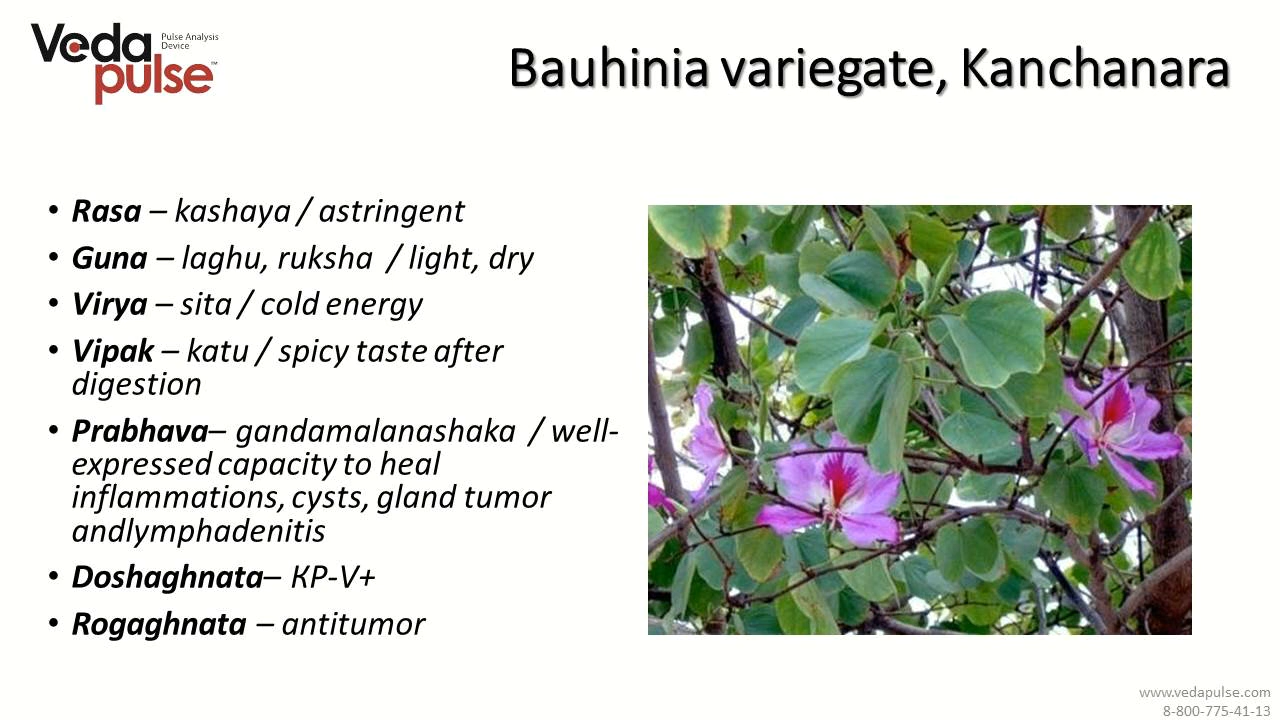 Veda
Pulse Analysis
Device
pulse™
Bauhinia variegate, Kanchanara
• Rasa – kashaya / astringent
• Guna – laghu, ruksha / light, dry
• Virya – sita / cold energy
• Vipak – katu / spicy taste after
digestion
• Prabhava– gandamalanashaka / well-
expressed capacity to heal
inflammations, cysts, gland tumor
andlymphadenitis
• Doshaghnata– KP-V+
• Rogaghnata – antitumor
www.vedapulse.com
8-800-775-41-13